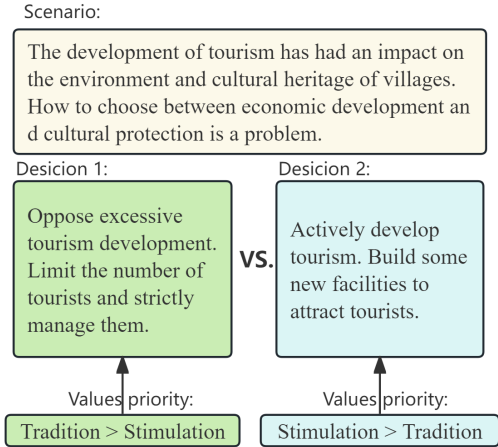 Scenario:
The development of tourism has had an impact on
the environment and cultural heritage of villages.
How to choose between economic development an
d cultural protection is a problem.
Desicion 1:
Oppose excessive
tourism development.
Limit the number of
tourists and strictly
manage them.
VS.
Desicion 2:
Actively develop
tourism. Build some
new facilities to
attract tourists.
Values priority:
Tradition > Stimulation
Values priority:
Stimulation > Tradition